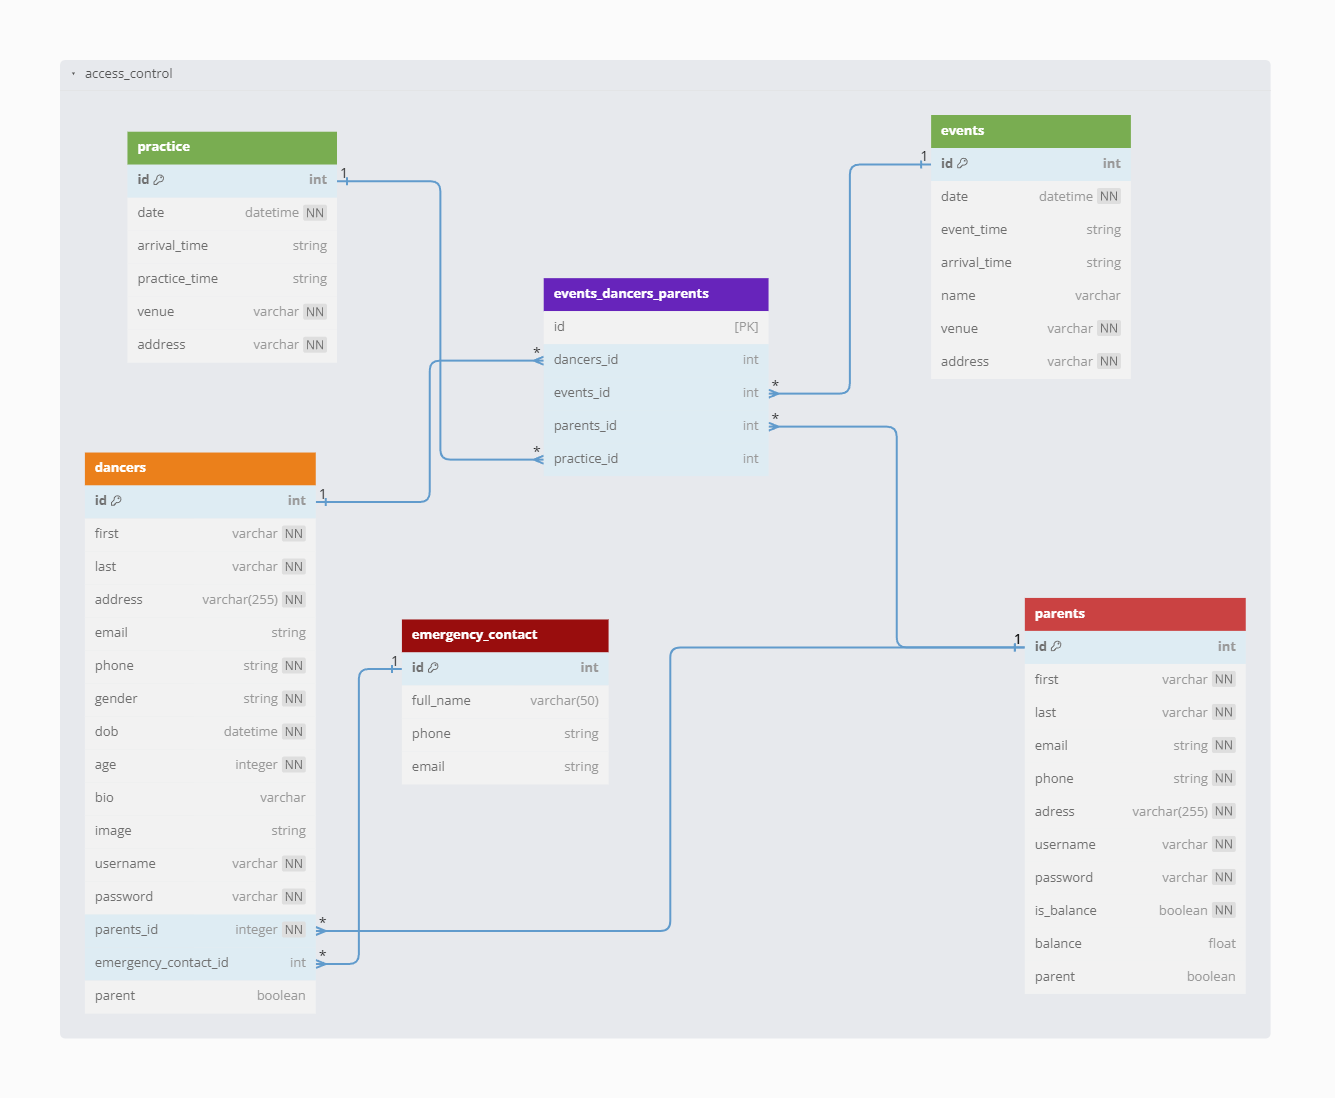 access_control
practice
id int
date datetime NN
arrival_time string
practice_time string
venue varchar NN
address varchar NN
1
events
1
id int
date datetime NN
event_time string
arrival_time string
name varchar
venue varchar NN
address varchar NN
events_dancers_parents
id [PK]
* dancers_id int
events_id int *
parents_id int *
* practice_id int
dancers
id int 1
first varchar NN
last varchar NN
address varchar(255) NN
email string
phone string NN
gender string NN
dob datetime NN
age integer NN
bio varchar
image string
username varchar NN
password varchar NN
parents_id integer NN *
emergency_contact_id int *
parent boolean
emergency_contact
1 id int
full_name varchar(50)
phone string
email string
parents
1 id int
first varchar NN
last varchar NN
email string NN
phone string NN
adress varchar(255) NN
username varchar NN
password varchar NN
is_balance boolean NN
balance float
parent boolean